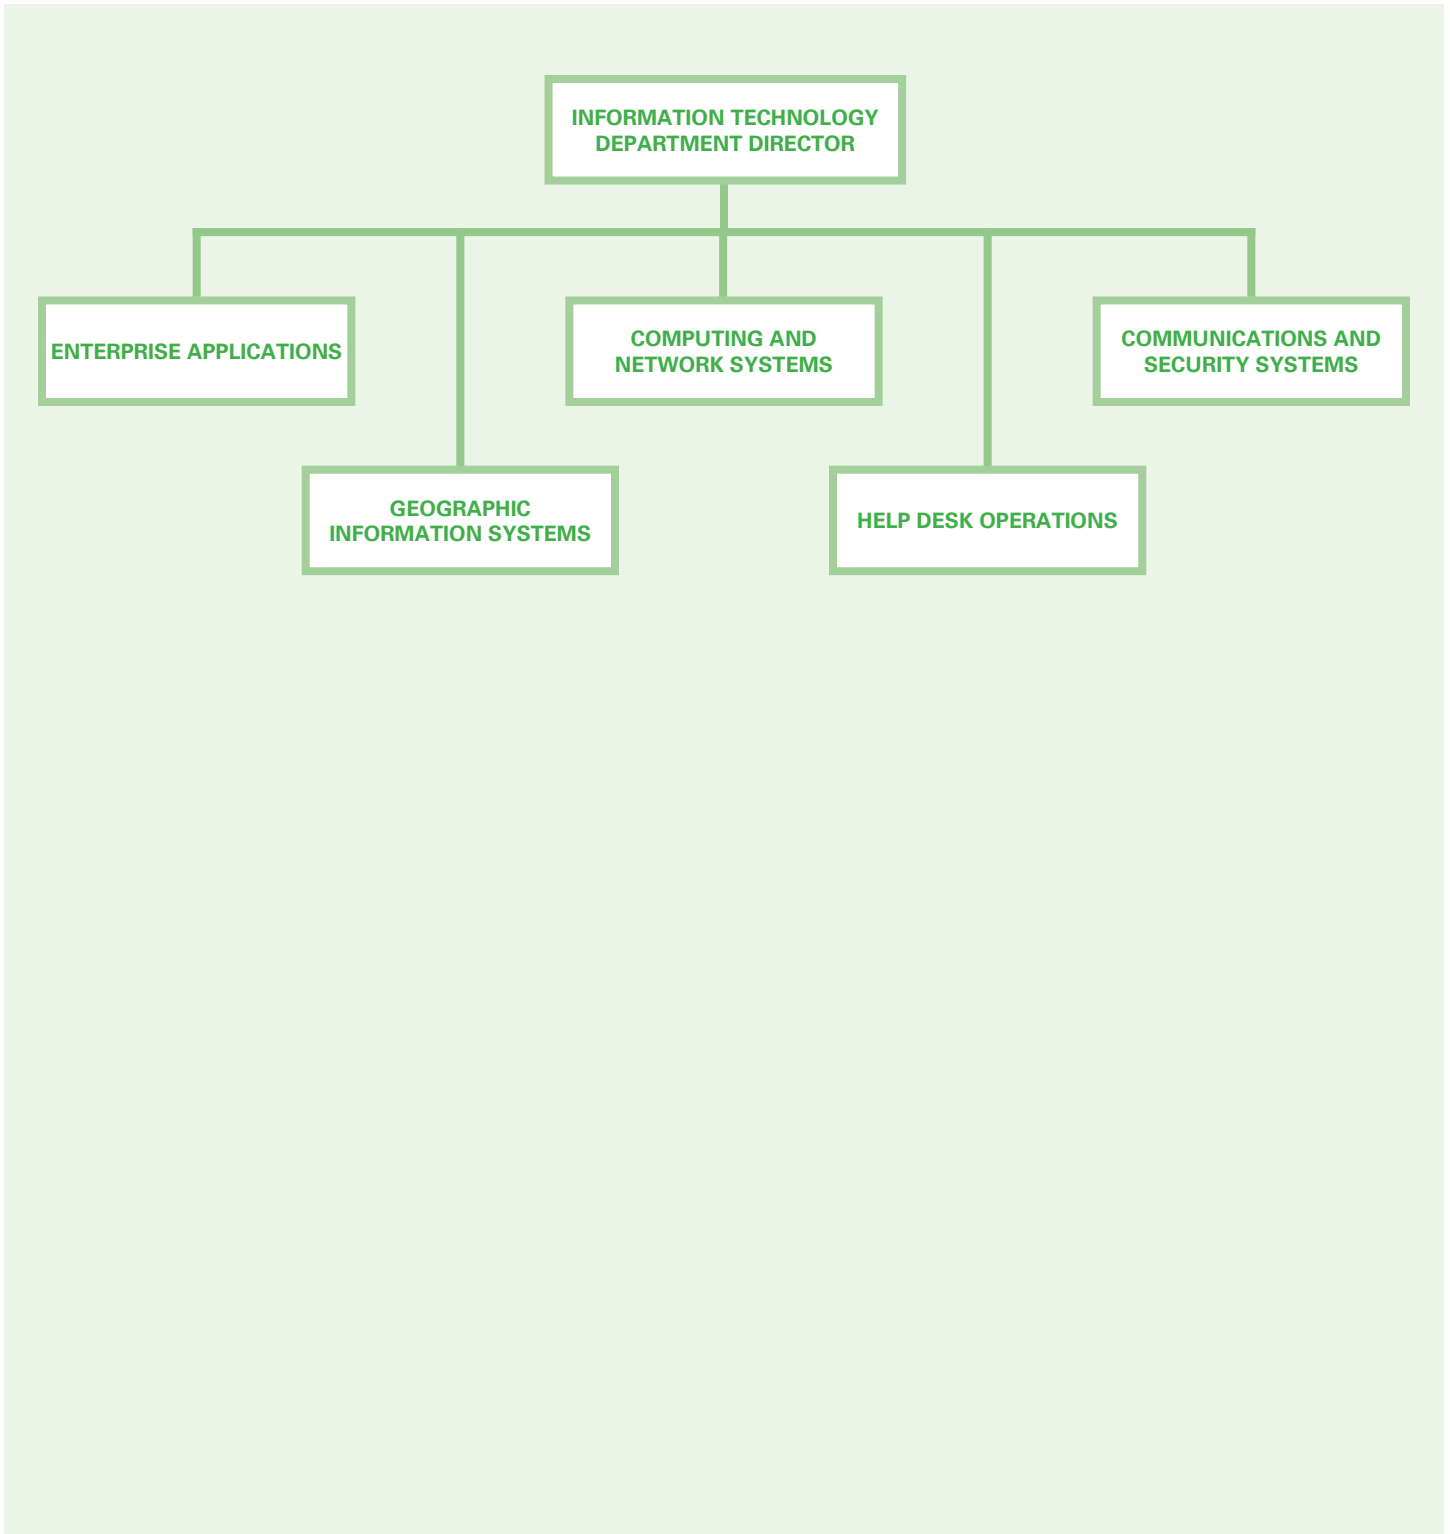 INFORMATION TECHNOLOGY
DEPARTMENT DIRECTOR
ENTERPRISE APPLICATIONS
COMPUTING AND
NETWORK SYSTEMS
COMMUNICATIONS AND
SECURITY SYSTEMS
GEOGRAPHIC
INFORMATION SYSTEMS
HELP DESK OPERATIONS